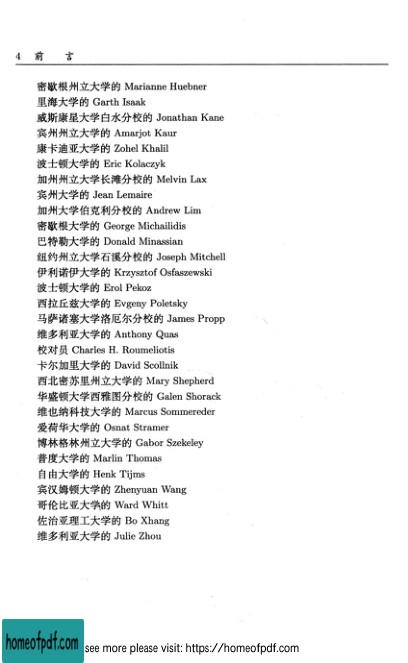 4 前 言
密歇根州立大学的 Marianne Huebner
里海大学的 Garth Isaak
威斯康星大学白水分校的 Jonathan Kane
宾州州立大学的 Amarjot Kaur
康卡迪亚大学的 Zohel Khalil
波士顿大学的 Eric Kolaczyk
加州州立大学长滩分校的 Melvin Lax
宾州大学的 Jean Lemaire
加州大学伯克利分校的 Andrew Lim
密歇根大学的 George Michailidis
巴特勒大学的 Donald Minassian
纽约州立大学石溪分校的 Joseph Mitchell
伊利诺伊大学的 Krzysztof Osfaszewski
波士顿大学的 Erol Pekoz
西拉丘兹大学的 Evgeny Poletsky
马萨诸塞大学洛厄尔分校的 James Propp
维多利亚大学的 Anthony Quas
校对员 Charles H. Roumeliotis
卡尔加里大学的 David Scollnik
西北密苏里州立大学的 Mary Shepherd
华盛顿大学西雅图分校的 Galen Shorack
维也纳科技大学的 Marcus Sommereder
爱荷华大学的 Osnat Stramer
博林格林州立大学的 Gabor Szekeley
普度大学的 Marlin Thomas
自由大学的 Henk Tijms
宾汉姆顿大学的 Zhenyuan Wang
哥伦比亚大学的 Ward Whitt
佐治亚理工大学的 Bo Xhang
维多利亚大学的 Julie Zhou
homeofpdf.com
see more please visit: https://homeofpdf.com